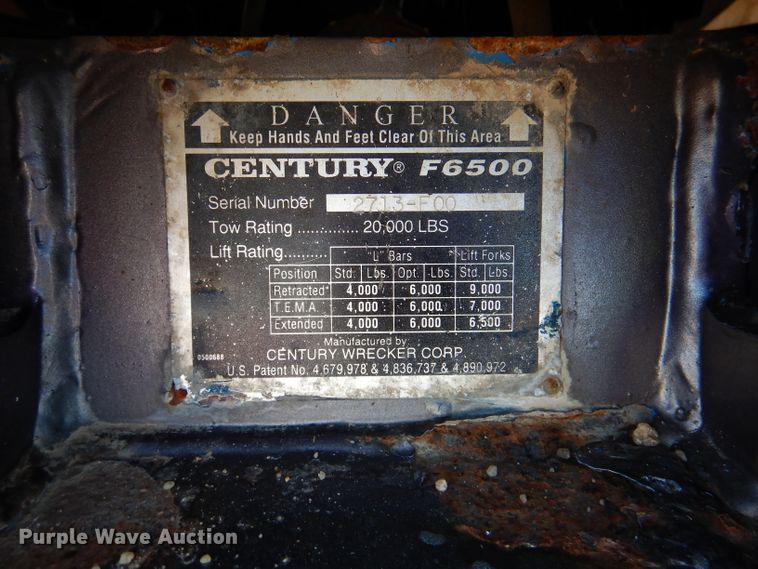 DANGER
Keep Hands And Feet Clear Of This Area
CENTURY® F6500
Serial Number 2713-F00
Tow Rating .............. 20,000 LBS
Lift Rating..........
"L" Bars *Lift Forks
Position Std. Lbs. Opt. Lbs. Std. Lbs
Retracted* 4,000 6,000 9,000
T.E.M.A. 4,000 6,000 7,000
Extended 4,000 6,000 6,500
Manufactured by
CENTURY WRECKER CORP.
0500688
U.S. Patent No. 4,679,978 & 4,836,737 & 4,890,972
Purple Wave Auction